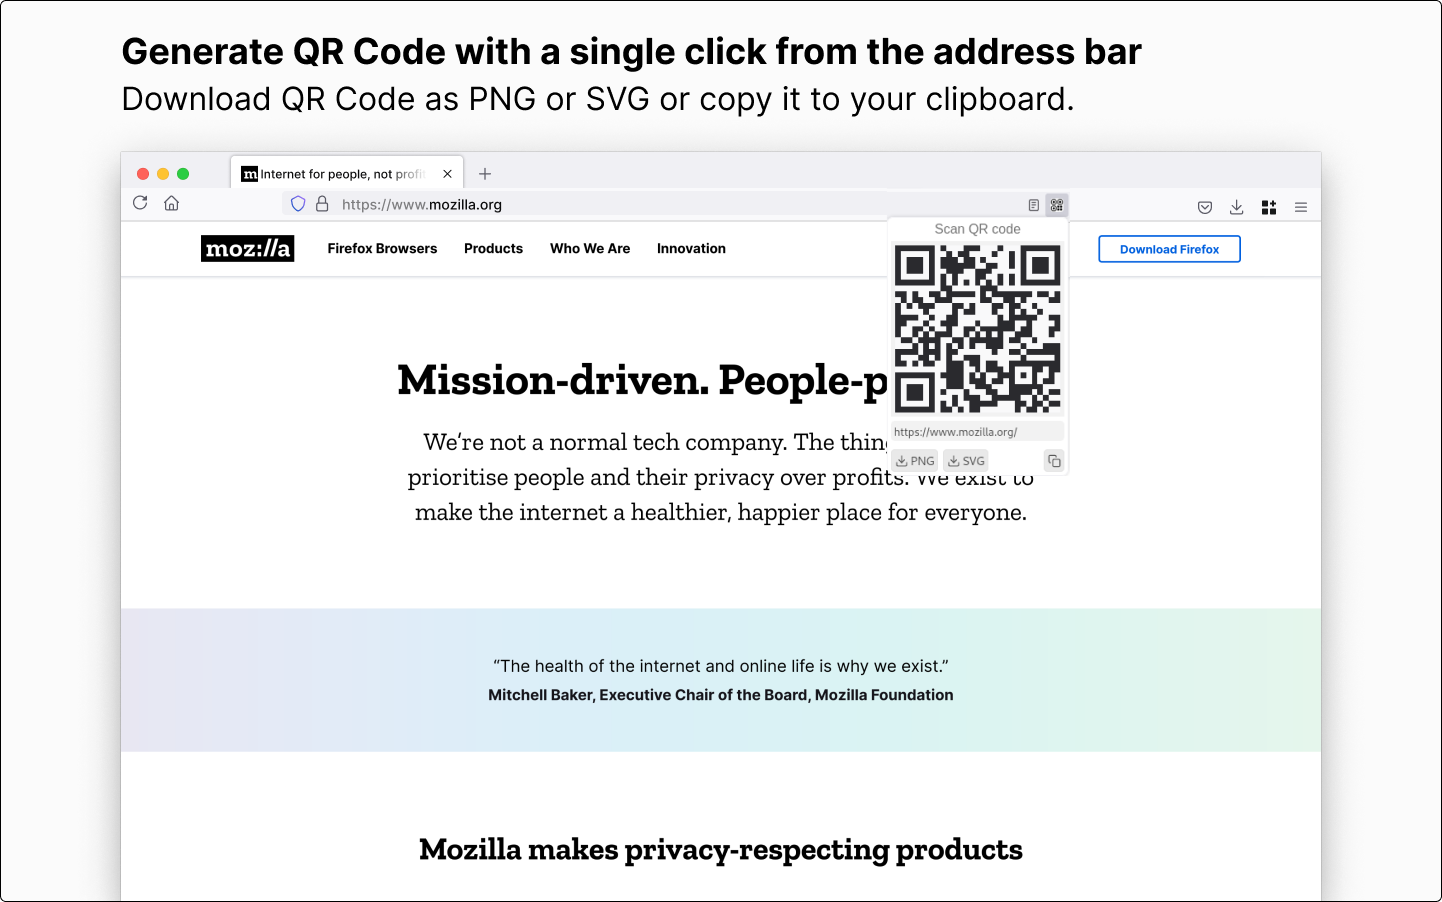 Generate QR Code with a single click from the address bar
Download QR Code as PNG or SVG or copy it to your clipboard.
m Internet for people, not profi
https://www.mozilla.org
Scan QR code
moz://a
Firefox Browsers
Products
Who We Are
Innovation
Download Firefox
https://www.mozilla.org/
PNG
SVG
Mission-driven. People-p
We’re not a normal tech company. The thing
prioritise people and their privacy over profits. We exist to
make the internet a healthier, happier place for everyone.
“The health of the internet and online life is why we exist.”
Mitchell Baker, Executive Chair of the Board, Mozilla Foundation
Mozilla makes privacy-respecting products